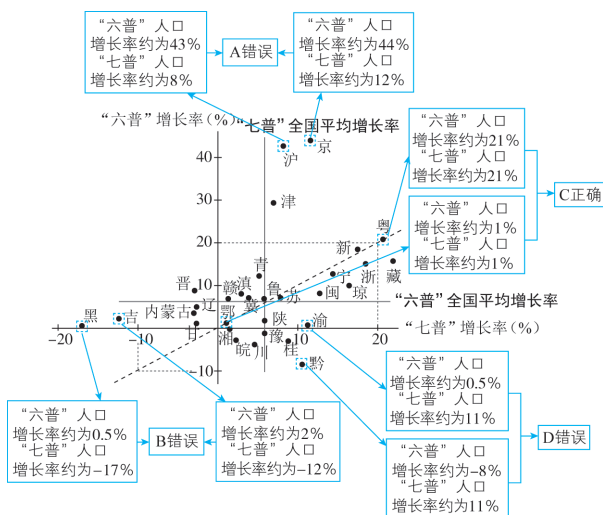 “六普”人口
增长率约为43%
“七普”人口
增长率约为8%
A错误
“六普”人口
增长率约为44%
“七普”人口
增长率约为12%
“六普”增长率(%)
“七普”全国平均增长率
“六普”人口
增长率约为21%
“七普”人口
增长率约为21%
C正确
“六普”人口
增长率约为1%
“七普”人口
增长率约为1%
40
30
20
10
-10
-20
-10
10
20
京
沪
津
粤
新
青
宁
浙
藏
晋
赣
滇
鲁
苏
闽
琼
冀
辽
内蒙古
鄂
陕
渝
黑
吉
甘
湘
豫
皖
川
桂
黔
“六普”全国平均增长率
“七普”增长率(%)
“六普”人口
增长率约为0.5%
“七普”人口
增长率约为-17%
B错误
“六普”人口
增长率约为2%
“七普”人口
增长率约为-12%
“六普”人口
增长率约为0.5%
“七普”人口
增长率约为11%
D错误
“六普”人口
增长率约为-8%
“七普”人口
增长率约为11%